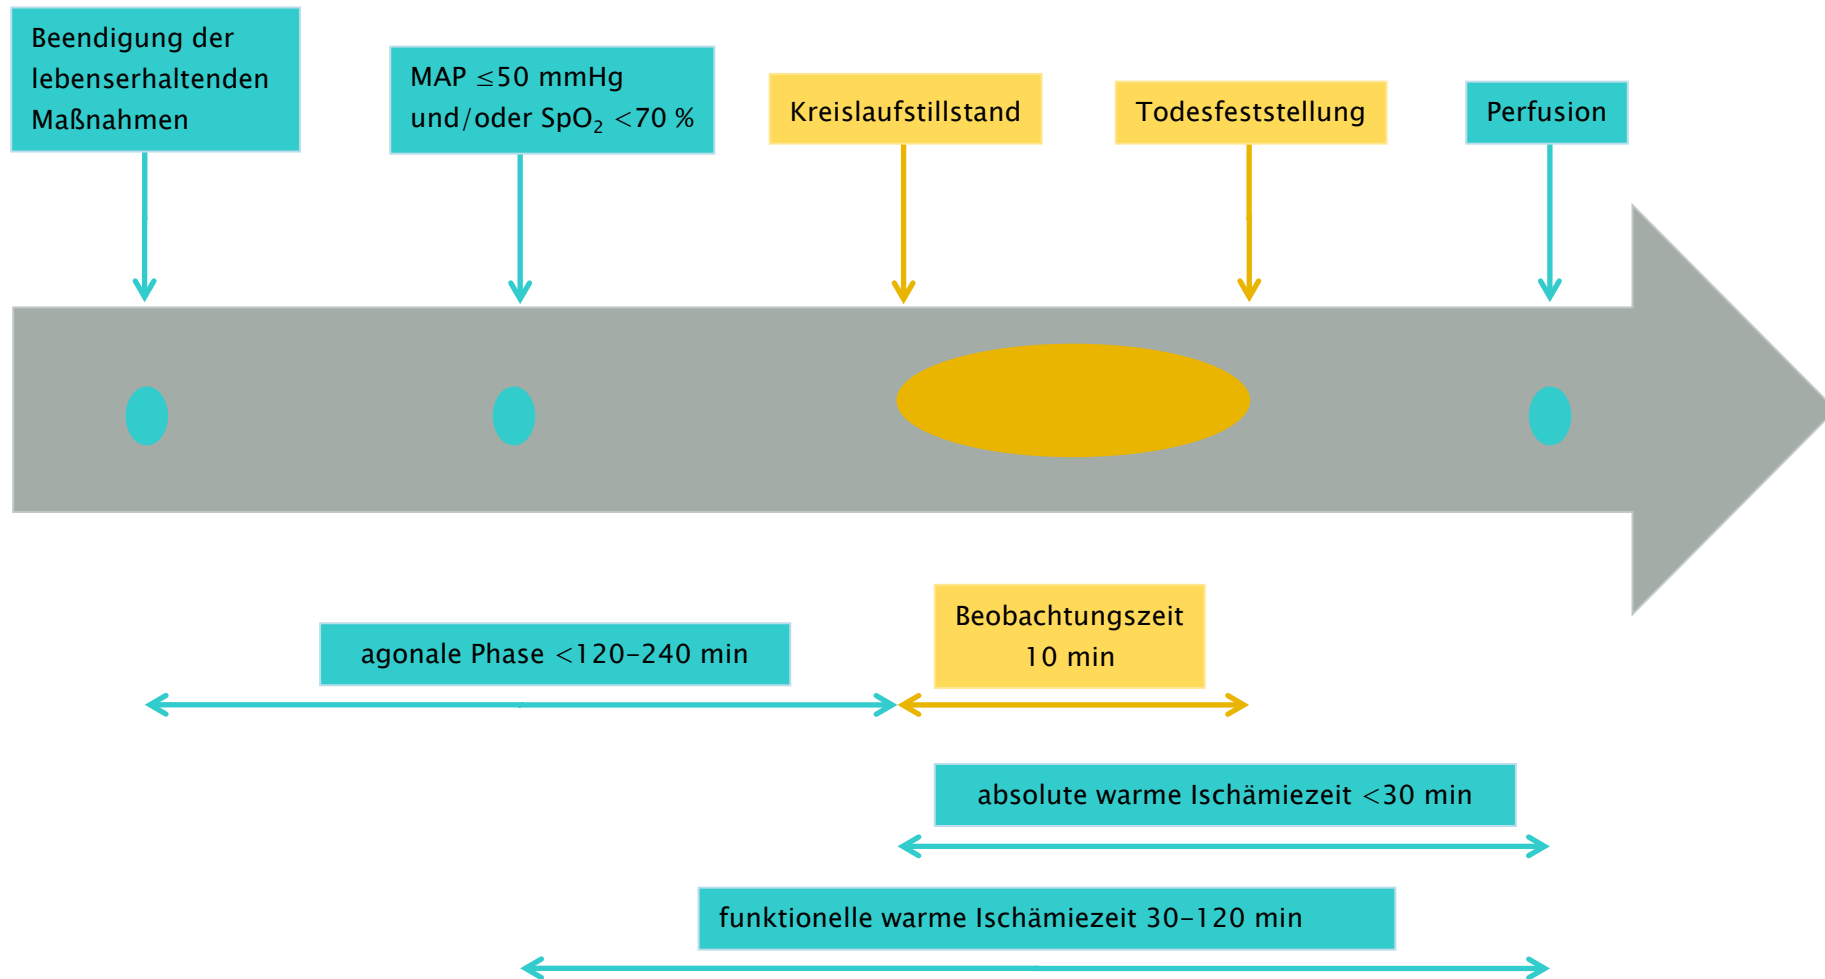 Beendigung der
lebenserhaltenden
Maßnahmen
MAP ≤50 mmHg
und/oder SpO₂ <70 %
Kreislaufstillstand
Todesfeststellung
Perfusion
Beobachtungszeit
10 min
agonale Phase <120–240 min
absolute warme Ischämiezeit <30 min
funktionelle warme Ischämiezeit 30–120 min